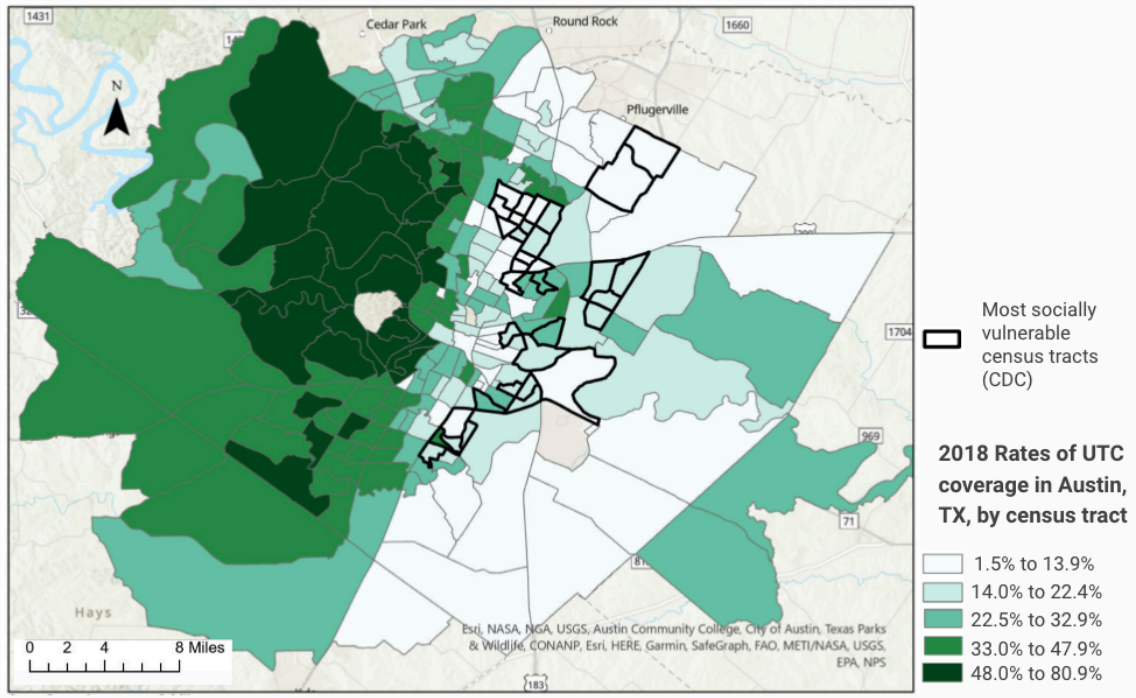 1431
Cedar Park
Round Rock
1660
N
Pflugerville
1704
969
71
Hays
0 2 4 8 Miles
Esri, NASA, NGA, USGS, Austin Community College, City of Austin, Texas Parks
& Wildlife, CONANP, Esri, HERE, Garmin, SafeGraph, FAO, METI/NASA, USGS,
EPA, NPS
183
Most socially
vulnerable
census tracts
(CDC)
2018 Rates of UTC
coverage in Austin,
TX, by census tract
1.5% to 13.9%
14.0% to 22.4%
22.5% to 32.9%
33.0% to 47.9%
48.0% to 80.9%